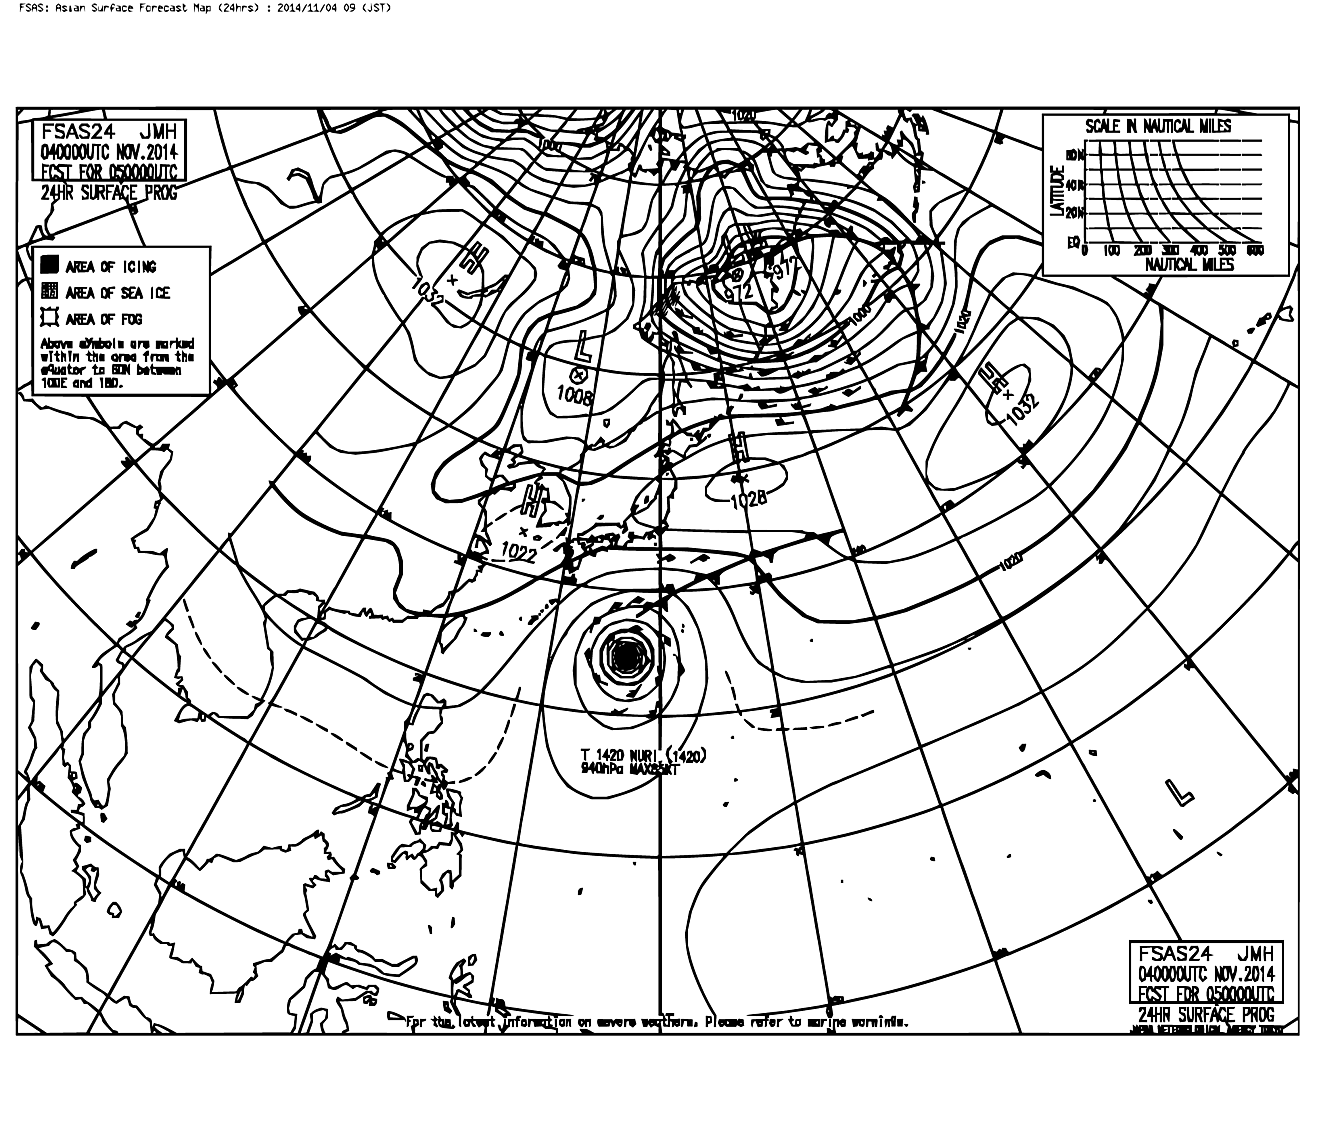 FSAS: Asian Surface Forecast Map (24hrs) : 2014/11/04 09 (JST)
FSAS24 JMH
040000UTC NOV.2014
FCST FOR 050000UTC
24HR SURFACE PROG
SCALE IN NAUTICAL MILES
LATITUDE
60N
40N
20N
EQ
0 100 200 300 400 500 600
NAUTICAL MILES
AREA OF ICING
AREA OF SEA ICE
AREA OF FOG
Above symbols are marked
within the area from the
equator to 60N between
100E and 180.
1020
1000
H
1032
972
972
1000
1020
L
1008
H
1032
H
1028
H
1022
1020
T 1420 NURI (1420)
940hPa MAX85KT
L
FSAS24 JMH
040000UTC NOV.2014
FCST FOR 050000UTC
24HR SURFACE PROG
JAPAN METEOROLOGICAL AGENCY TOKYO
For the latest information on severe weathers, Please refer to marine warnings.